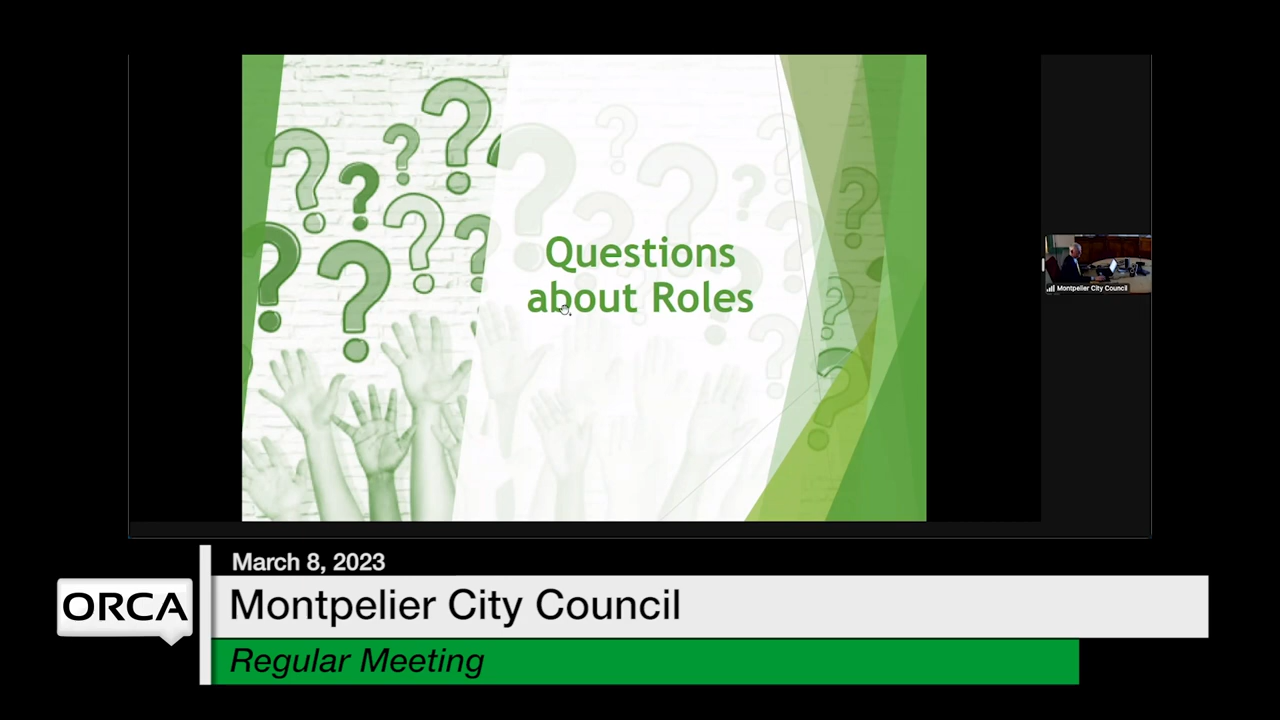 Questions
about Roles
Montpelier City Council
March 8, 2023
ORCA
Montpelier City Council
Regular Meeting